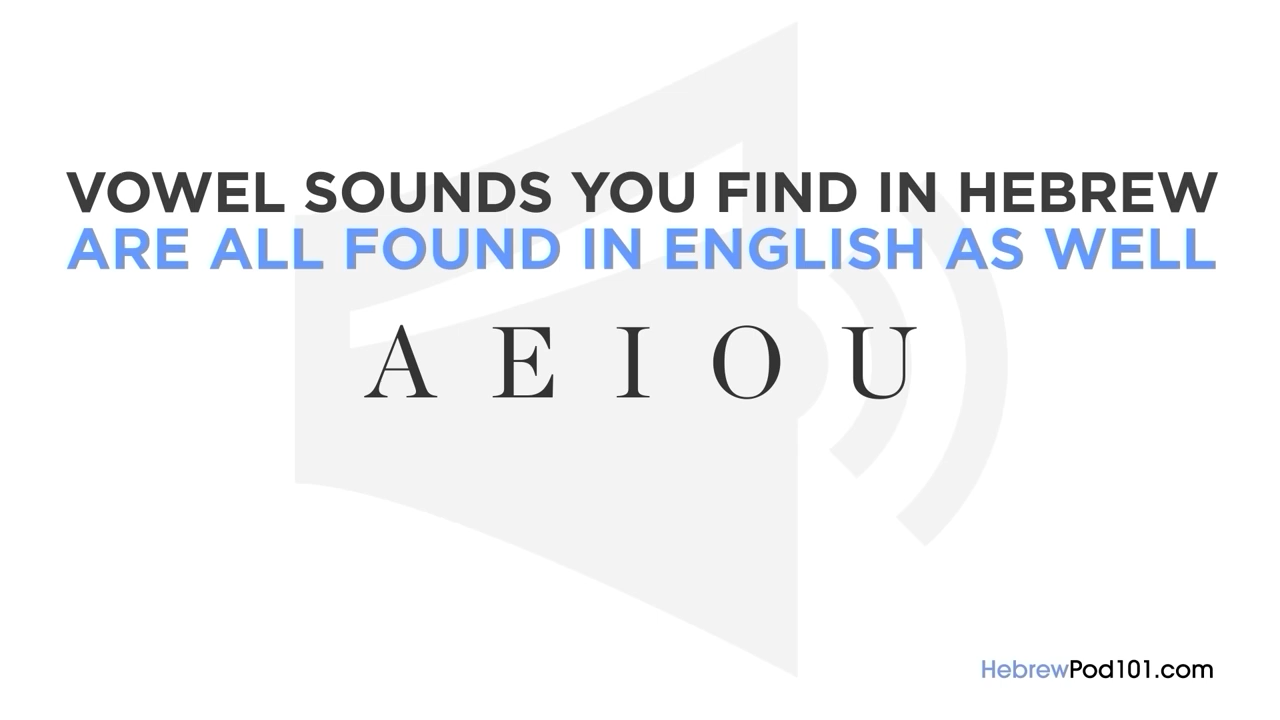 VOWEL SOUNDS YOU FIND IN HEBREW
ARE ALL FOUND IN ENGLISH AS WELL
A E I O U
HebrewPod101.com